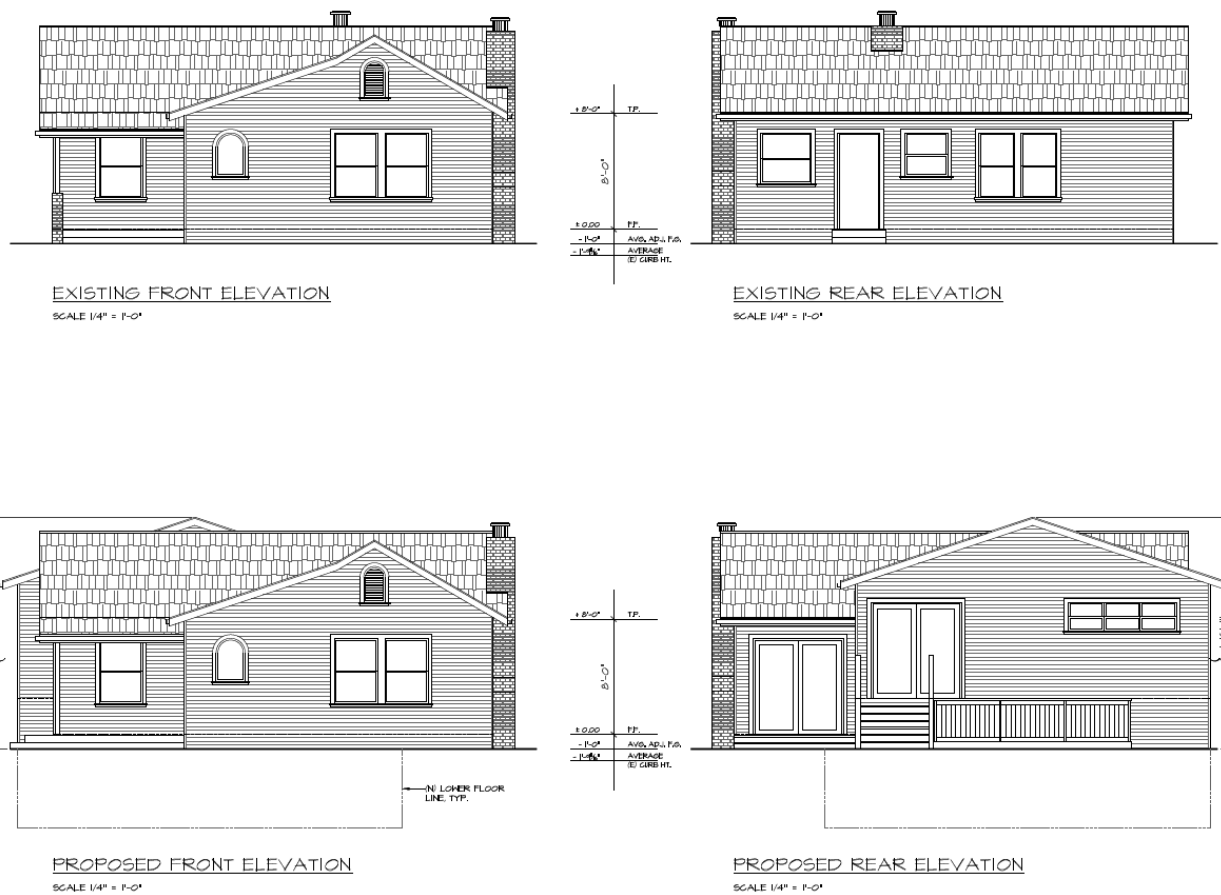 + 8'-0" T.P.
8'-0"
± 0.00 F.F.
- 1'-0" AVG. ADJ. F.G.
AVERAGE
(E) CURB HT.
EXISTING FRONT ELEVATION
SCALE 1/4" = 1'-0"
EXISTING REAR ELEVATION
SCALE 1/4" = 1'-0"
+ 8'-0" T.P.
8'-0"
± 0.00 F.F.
- 1'-0" AVG. ADJ. F.G.
AVERAGE
(E) CURB HT.
(N) LOWER FLOOR
LINE, TYP.
PROPOSED FRONT ELEVATION
SCALE 1/4" = 1'-0"
PROPOSED REAR ELEVATION
SCALE 1/4" = 1'-0"